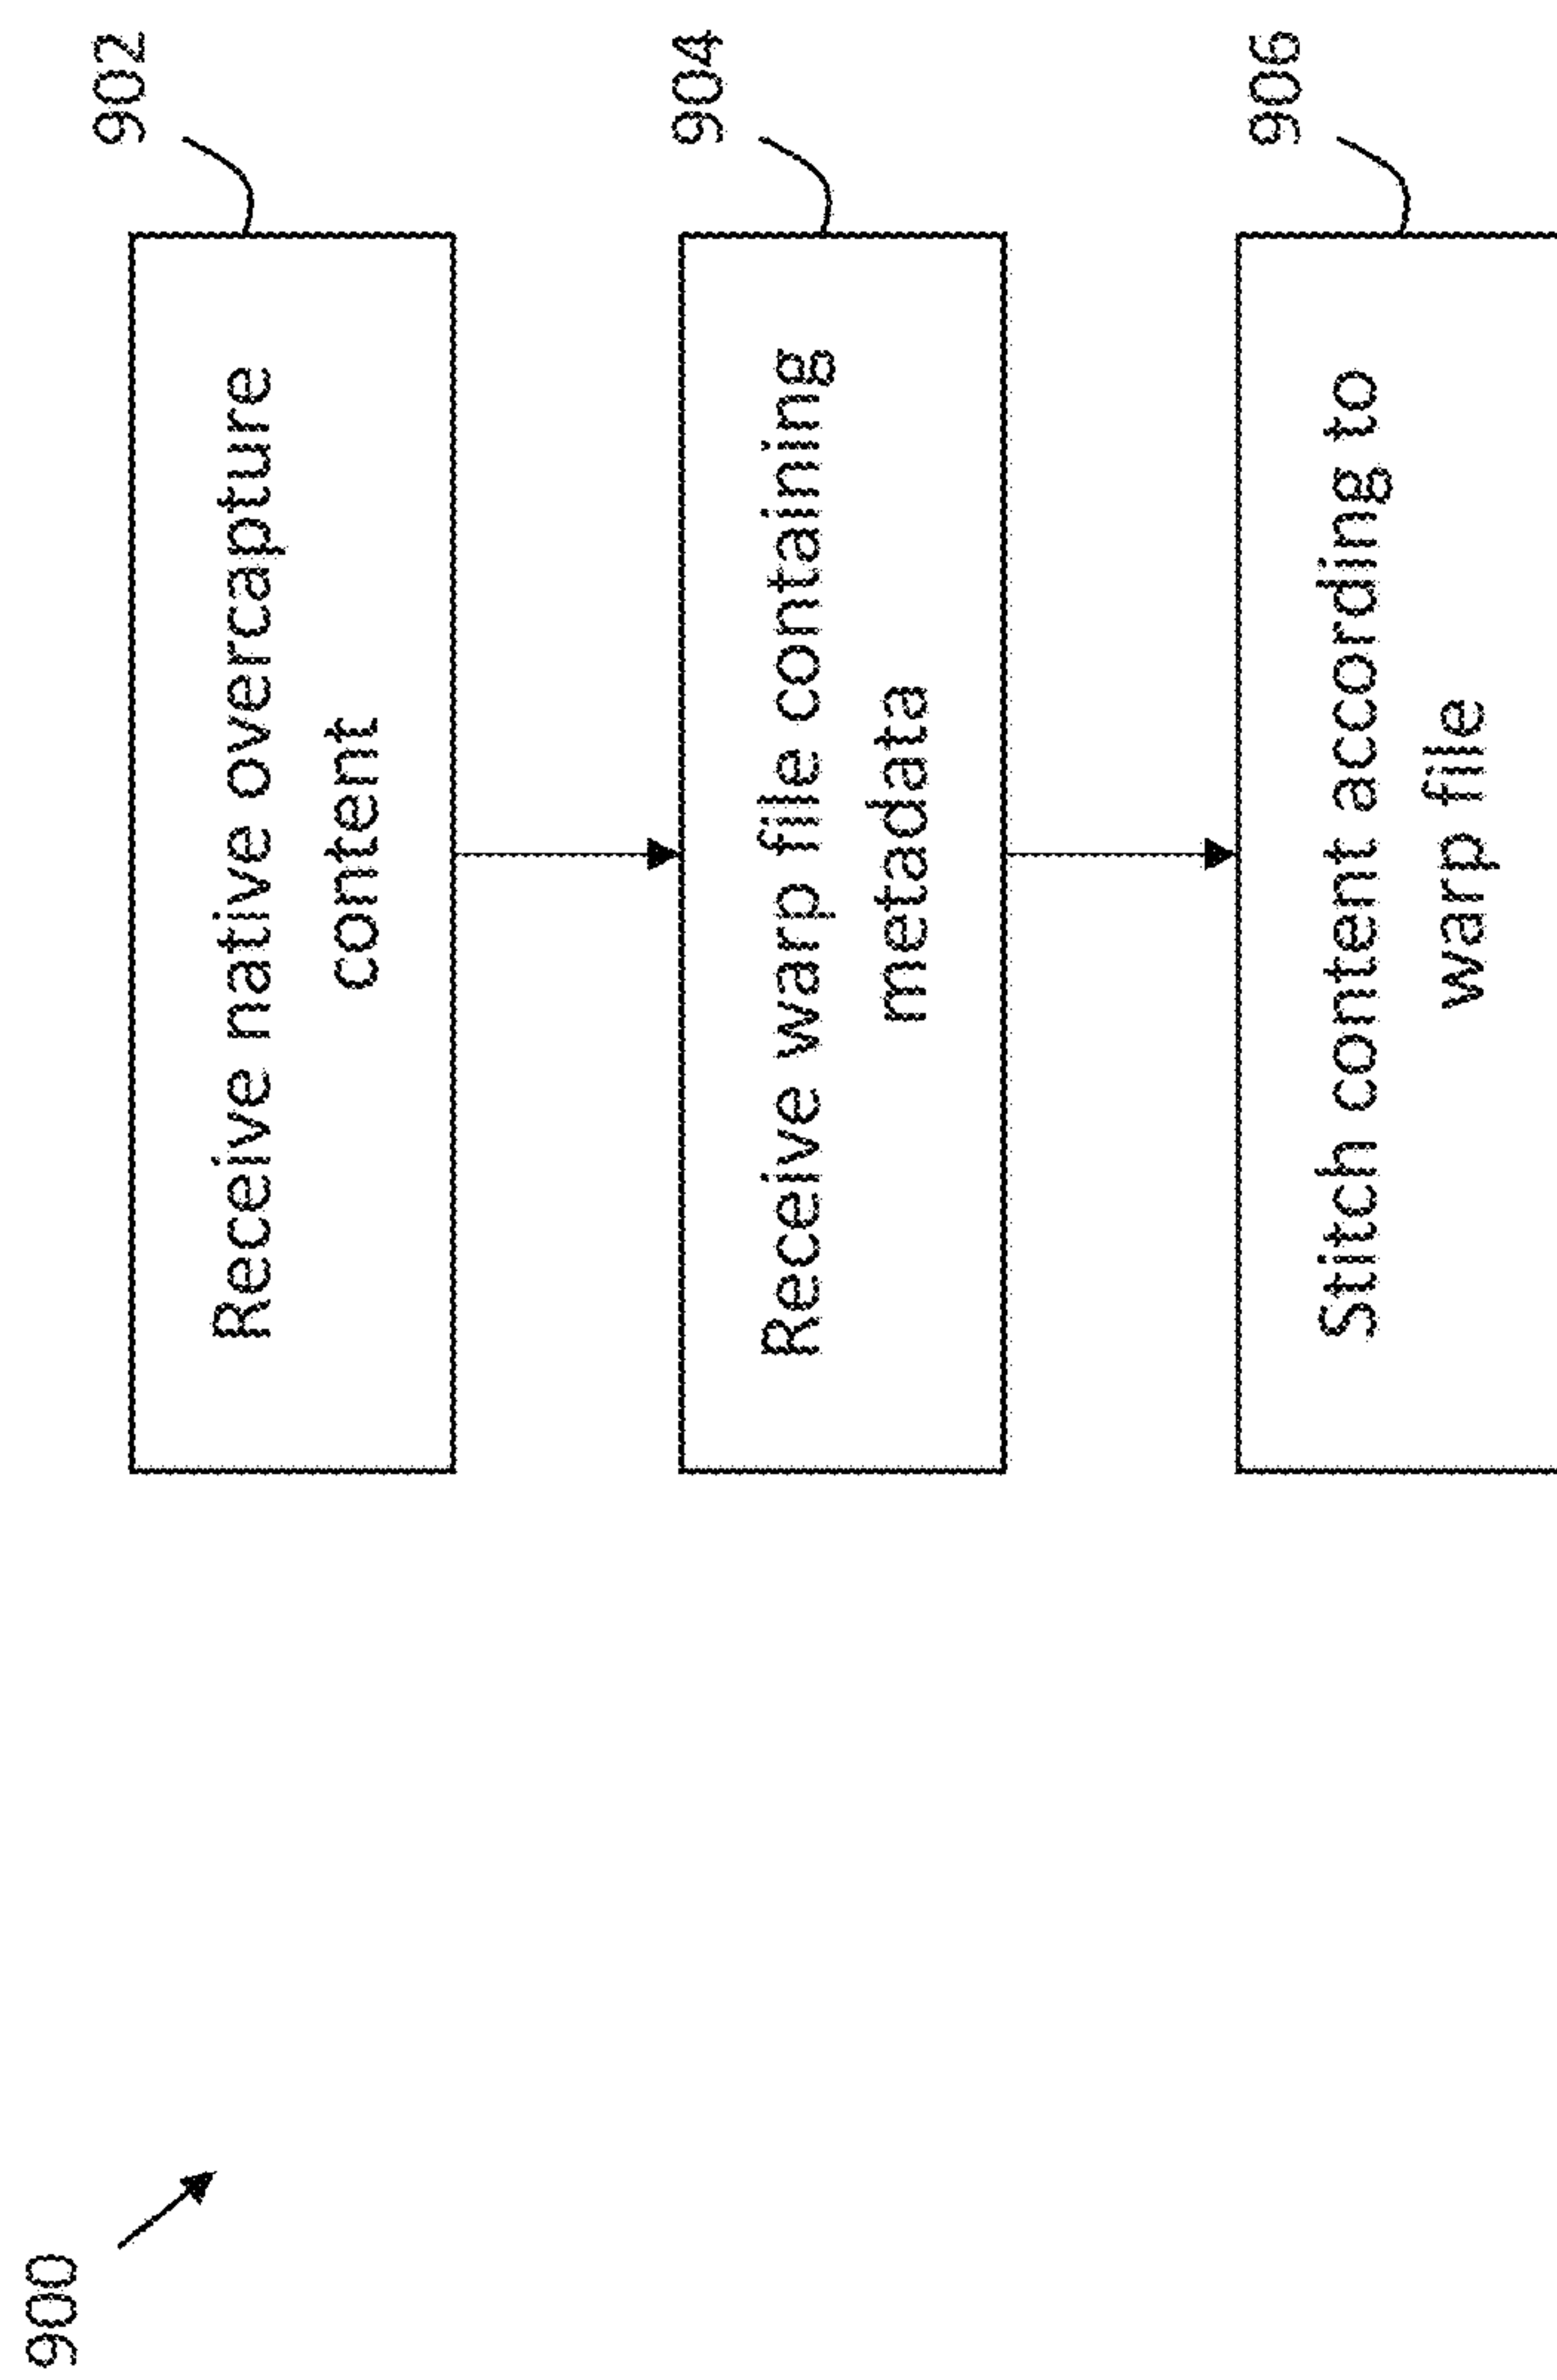 900
902
Receive native overcapture
content
904
Receive warp file containing
metadata
906
Stitch content according to
warp file